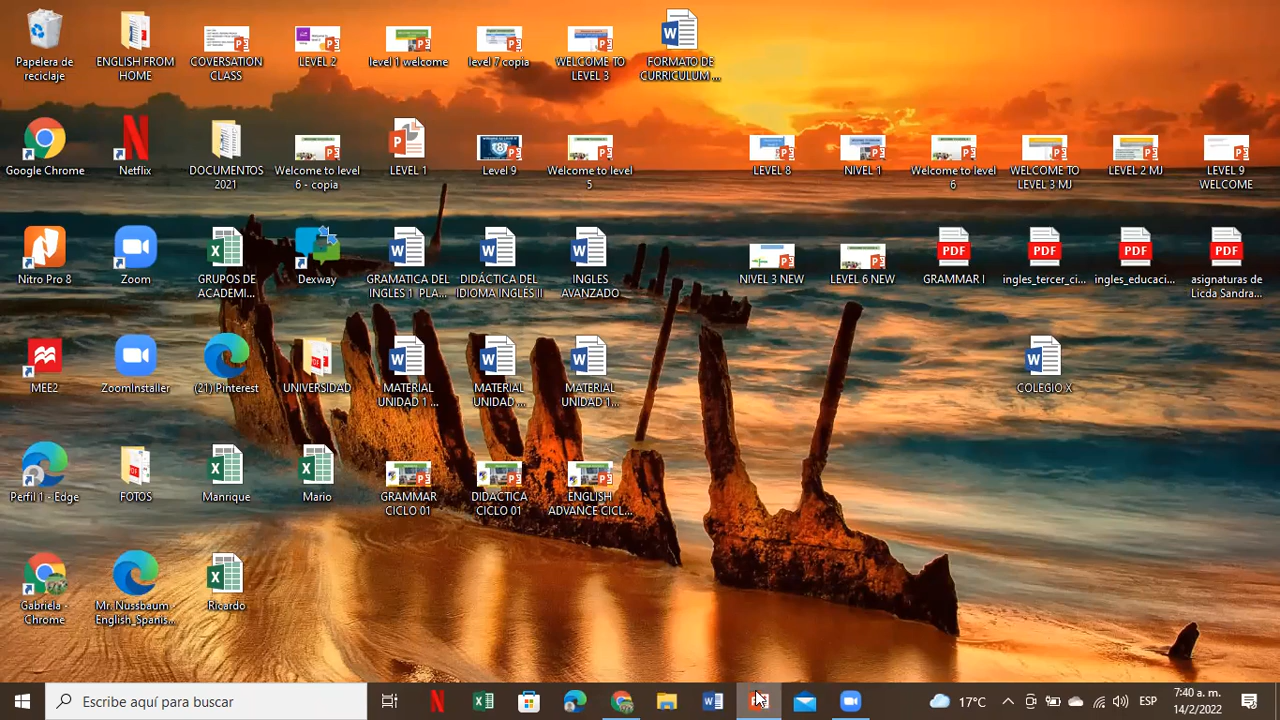 Papelera de
reciclaje
ENGLISH FROM
HOME
COVERSATION
CLASS
LEVEL 2
level 1 welcome
level 7 copia
WELCOME TO
LEVEL 3
FORMATO DE
CURRICULUM ...
Google Chrome
Netflix
DOCUMENTOS
2021
Welcome to level
6 - copia
LEVEL 1
Level 9
Welcome to level
5
LEVEL 8
NIVEL 1
Welcome to level
6
WELCOME TO
LEVEL 3 MJ
LEVEL 2 MJ
LEVEL 9
WELCOME
Nitro Pro 8
Zoom
GRUPOS DE
ACADEMI...
Dexway
GRAMATICA DEL
INGLES 1 (PLA...
DIDÁCTICA DEL
IDIOMA INGLÉS II
INGLES
AVANZADO
NIVEL 3 NEW
LEVEL 6 NEW
GRAMMAR I
ingles_tercer_ci...
ingles_educaci...
asignaturas de
Licda Sandra...
MEE2
ZoomInstaller
(21) Pinterest
UNIVERSIDAD
MATERIAL
UNIDAD 1 ...
MATERIAL
UNIDAD ...
MATERIAL
UNIDAD 1...
COLEGIO X
Perfil 1 - Edge
FOTOS
Manrique
Mario
GRAMMAR
CICLO 01
DIDACTICA
CICLO 01
ENGLISH
ADVANCE CICL...
Gabriela -
Chrome
Mr. Nussbaum -
English_Spanis...
Ricardo
Escribe aquí para buscar
17°C
ESP
7:40 a. m.
14/2/2022